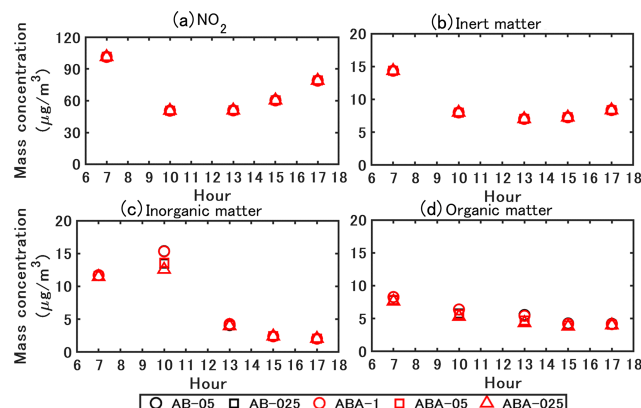 (a) NO2
(b) Inert matter
Mass concentration
(μg/m³)
120
90
60
30
0
6 7 8 9 10 11 12 13 14 15 16 17 18
Hour
20
15
10
5
0
6 7 8 9 10 11 12 13 14 15 16 17 18
Hour
(c) Inorganic matter
(d) Organic matter
Mass concentration
(μg/m³)
20
15
10
5
0
6 7 8 9 10 11 12 13 14 15 16 17 18
Hour
20
15
10
5
0
6 7 8 9 10 11 12 13 14 15 16 17 18
Hour
AB-05 AB-025 ABA-1 ABA-05 ABA-025